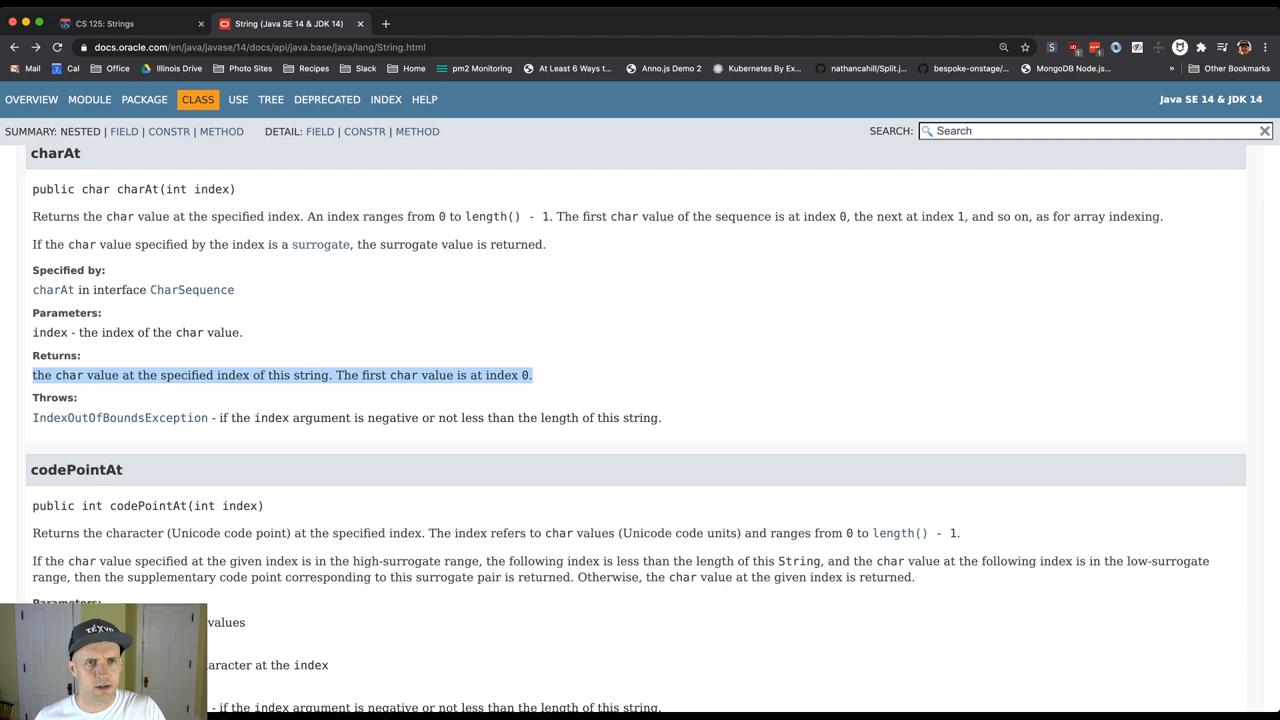 CS 125: Strings
String (Java SE 14 & JDK 14)
docs.oracle.com/en/java/javase/14/docs/api/java.base/java/lang/String.html
Mail Cal Office Illinois Drive Photo Sites Recipes Slack Home pm2 Monitoring At Least 6 Ways t... Anno.js Demo 2 Kubernetes By Ex... nathancahill/Split.j... bespoke-onstage/... MongoDB Node.js... » Other Bookmarks
OVERVIEW MODULE PACKAGE CLASS USE TREE DEPRECATED INDEX HELP Java SE 14 & JDK 14
SUMMARY: NESTED | FIELD | CONSTR | METHOD DETAIL: FIELD | CONSTR | METHOD SEARCH: Search
charAt
public char charAt(int index)
Returns the char value at the specified index. An index ranges from 0 to length() - 1. The first char value of the sequence is at index 0, the next at index 1, and so on, as for array indexing.
If the char value specified by the index is a surrogate, the surrogate value is returned.
Specified by:
charAt in interface CharSequence
Parameters:
index - the index of the char value.
Returns:
the char value at the specified index of this string. The first char value is at index 0.
Throws:
IndexOutOfBoundsException - if the index argument is negative or not less than the length of this string.
codePointAt
public int codePointAt(int index)
Returns the character (Unicode code point) at the specified index. The index refers to char values (Unicode code units) and ranges from 0 to length() - 1.
If the char value specified at the given index is in the high-surrogate range, the following index is less than the length of this String, and the char value at the following index is in the low-surrogate
range, then the supplementary code point corresponding to this surrogate pair is returned. Otherwise, the char value at the given index is returned.
values
aracter at the index
- if the index argument is negative or not less than the length of this string.